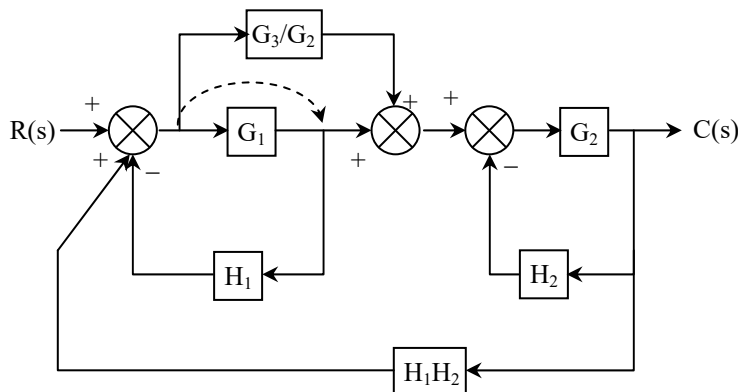 G₃/G₂
+
+
+
R(s)
G₁
G₂
C(s)
+
+
−
−
H₁
H₂
H₁H₂